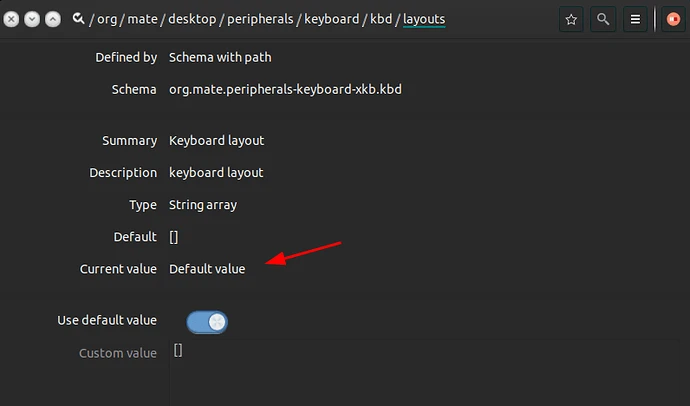 / org / mate / desktop / peripherals / keyboard / kbd / layouts
Defined by Schema with path
Schema org.mate.peripherals-keyboard-xkb.kbd
Summary Keyboard layout
Description keyboard layout
Type String array
Default []
Current value Default value
Use default value
Custom value []